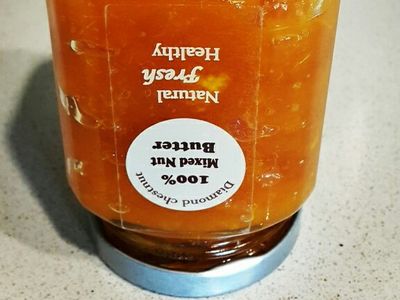 Diamond chestnut
100%
Mixed Nut
Butter
Natural
Fresh
Healthy